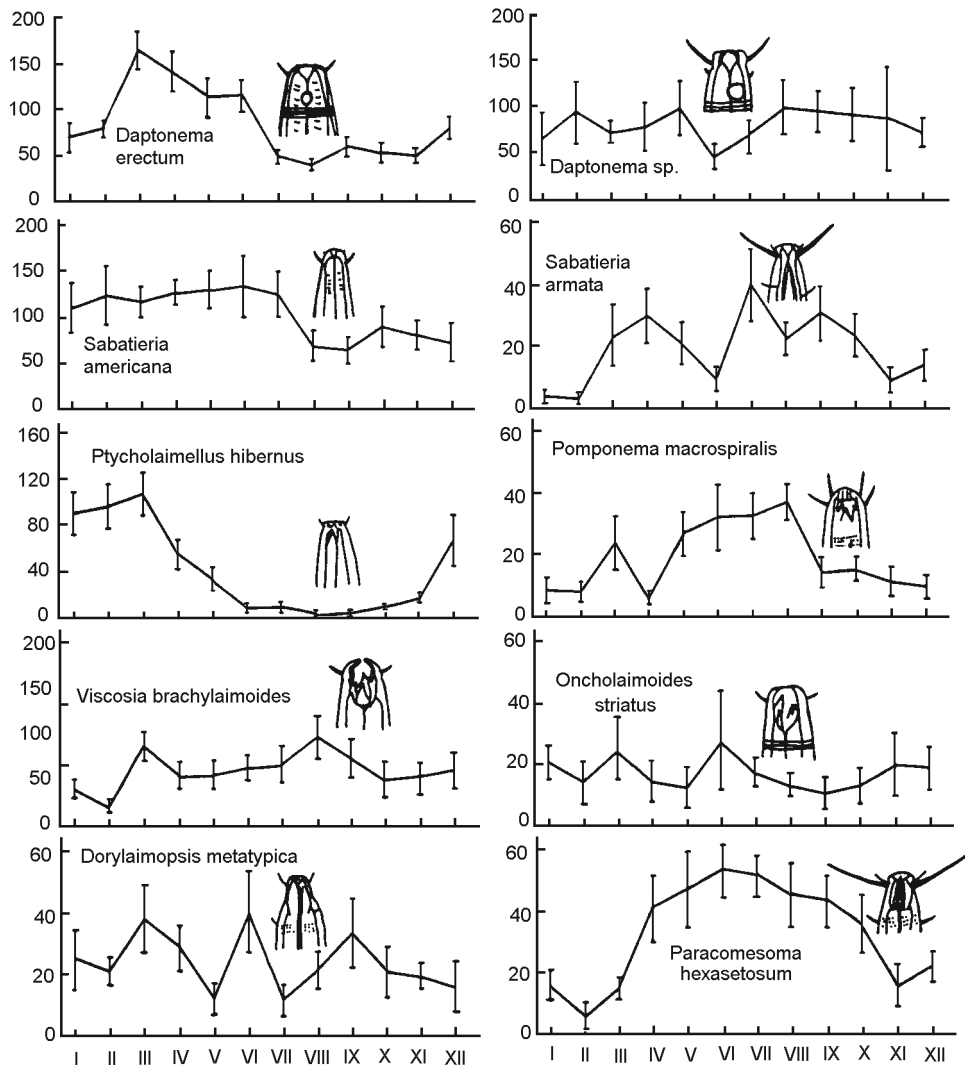 200
150
100
50
0
Daptonema
erectum
200
150
100
50
0
Daptonema sp.
200
150
100
50
0
Sabatieria
americana
60
40
20
0
Sabatieria
armata
160
120
80
40
0
Ptycholaimellus hibernus
60
40
20
0
Pomponema macrospiralis
200
150
100
50
0
Viscosia brachylaimoides
60
40
20
0
Oncholaimoides
striatus
60
40
20
0
Dorylaimopsis metatypica
I II III IV V VI VII VIII IX X XI XII
60
40
20
0
Paracomesoma
hexasetosum
I II III IV V VI VII VIII IX X XI XII